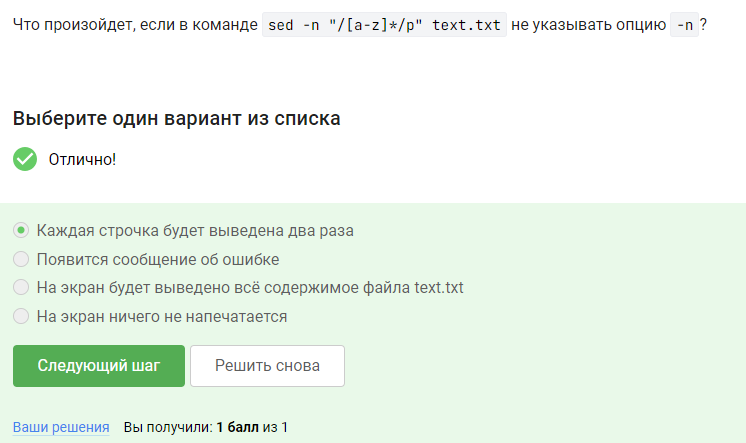 Что произойдет, если в команде sed -n "/[a-z]*/p" text.txt не указывать опцию -n?
Выберите один вариант из списка
Отлично!
Каждая строчка будет выведена два раза
Появится сообщение об ошибке
На экран будет выведено всё содержимое файла text.txt
На экран ничего не напечатается
Следующий шаг
Решить снова
Ваши решения Вы получили: 1 балл из 1